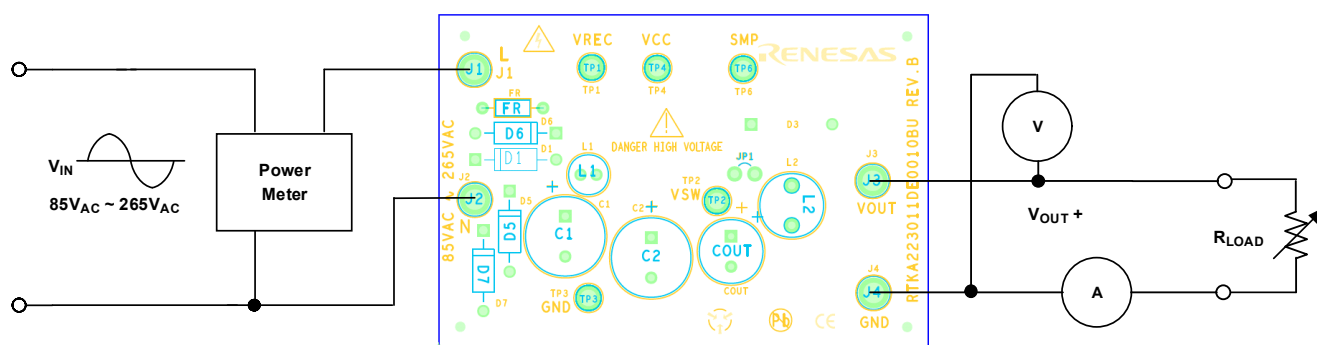 VIN
85VAC ~ 265VAC
Power
Meter
L
J1
J1
VREC
TP1
TP1
VCC
TP4
TP4
SMP
TP6
TP6
RENESAS
FR
FR
D6
D6
D1
D1
DANGER HIGH VOLTAGE
D3
85VAC ~ 265VAC
J2
J2
N
L1
L1
JP1
L2
L2
TP2
VSW
TP2
D5
D5
C1
C1
C2
C2
COUT
COUT
D7
D7
TP3
GND
TP3
J3
J3
VOUT
J4
J4
GND
Pb
CE
RTKA223011DE0010BU REV.B
V
VOUT +
RLOAD
A